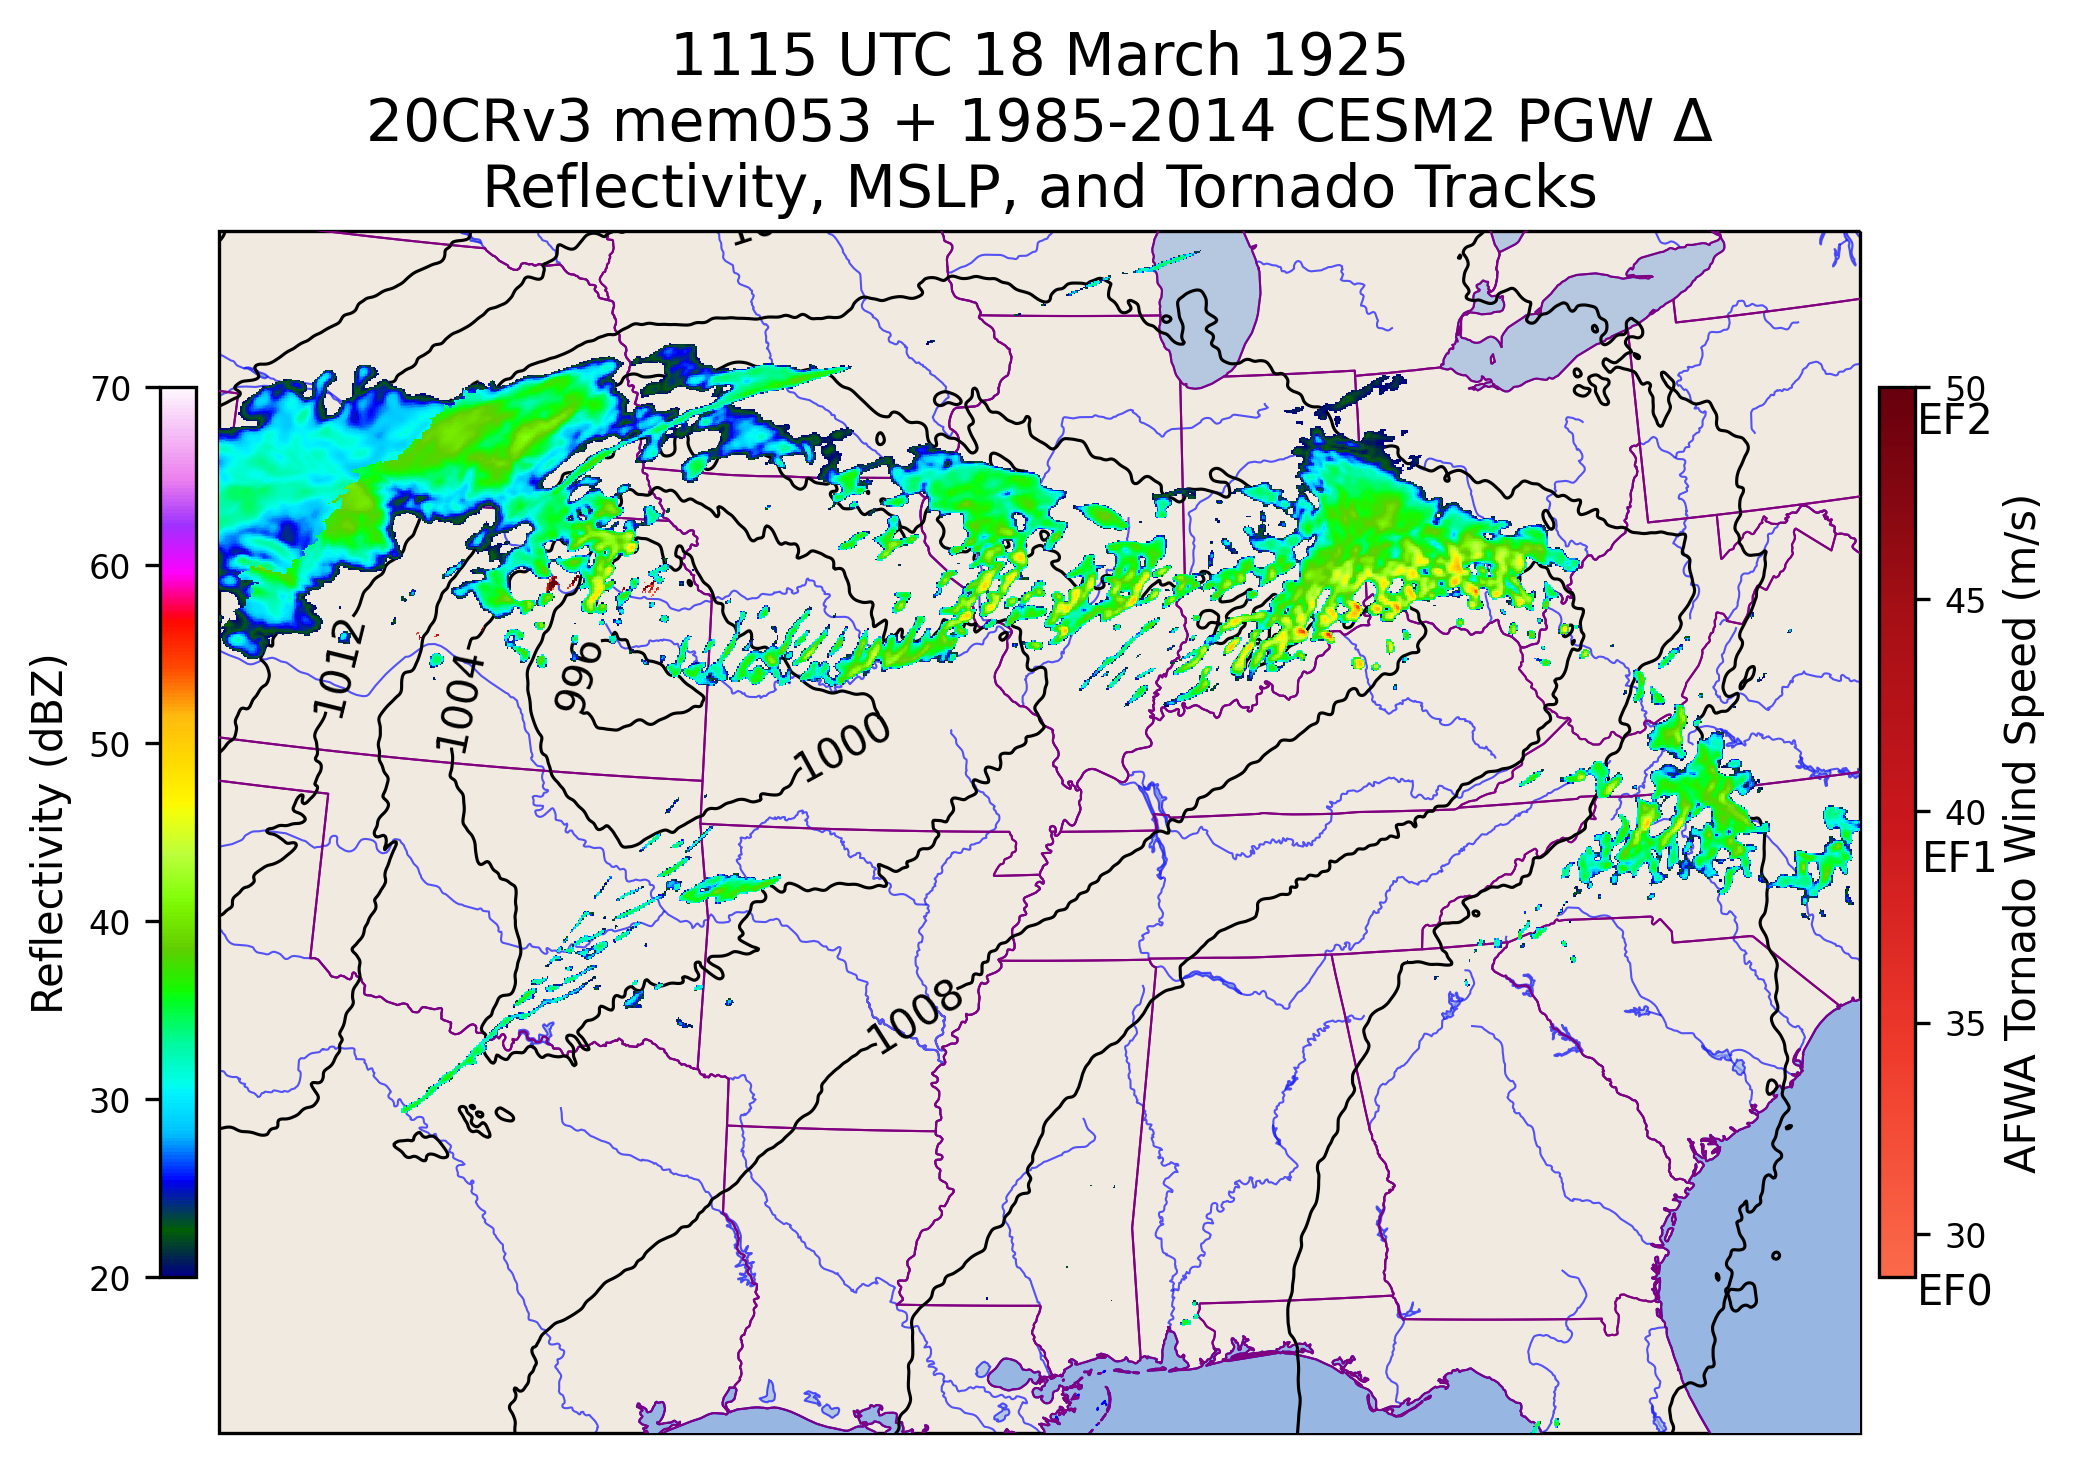 1115 UTC 18 March 1925
20CRv3 mem053 + 1985-2014 CESM2 PGW Δ
Reflectivity, MSLP, and Tornado Tracks
Reflectivity (dBZ)
70
60
50
40
30
20
1012
1004
996
1000
1008
50
EF2
45
40
EF1
35
30
EF0
AFWA Tornado Wind Speed (m/s)